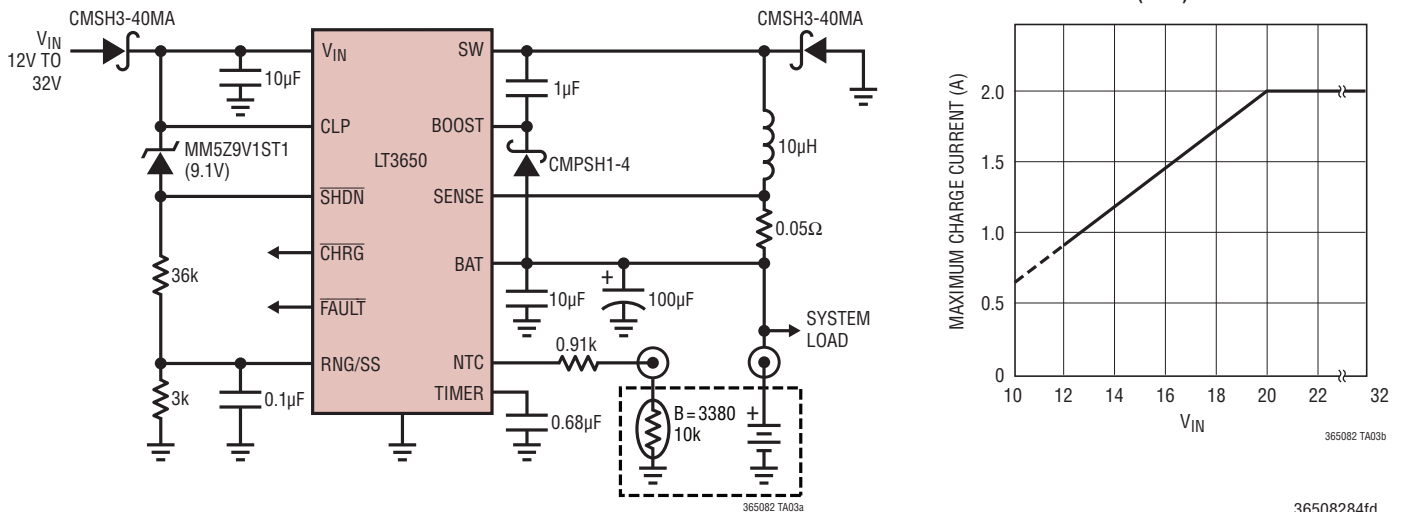 CMSH3-40MA
CMSH3-40MA
VIN
12V TO
32V
VIN
SW
10µF
1µF
CLP
BOOST
MM5Z9V1ST1
(9.1V)
LT3650
CMPSH1-4
10µH
SHDN
SENSE
0.05Ω
CHRG
36k
BAT
+
10µF
100µF
FAULT
SYSTEM
LOAD
0.91k
RNG/SS
NTC
3k
0.1µF
TIMER
0.68µF
B = 3380
10k
+
365082 TA03a
MAXIMUM CHARGE CURRENT (A)
2.0
1.5
1.0
0.5
0
10 12 14 16 18 20 22 32
VIN
365082 TA03b
36508284fd